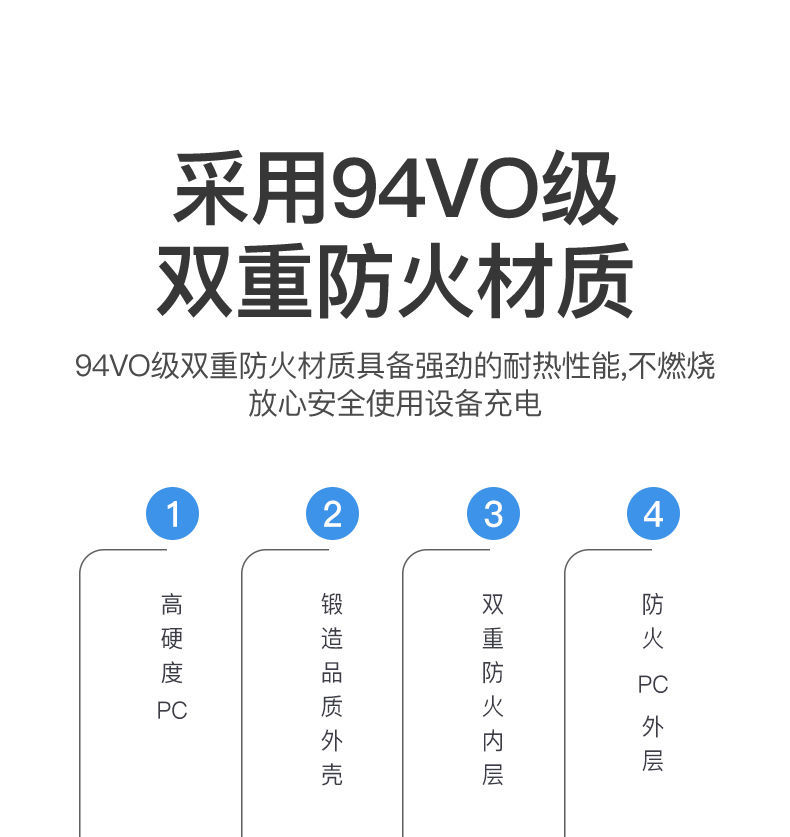 采用94VO级
双重防火材质
94VO级双重防火材质具备强劲的耐热性能,不燃烧
放心安全使用设备充电
1
高硬度PC
2
锻造品质外壳
3
双重防火内层
4
防火PC外层